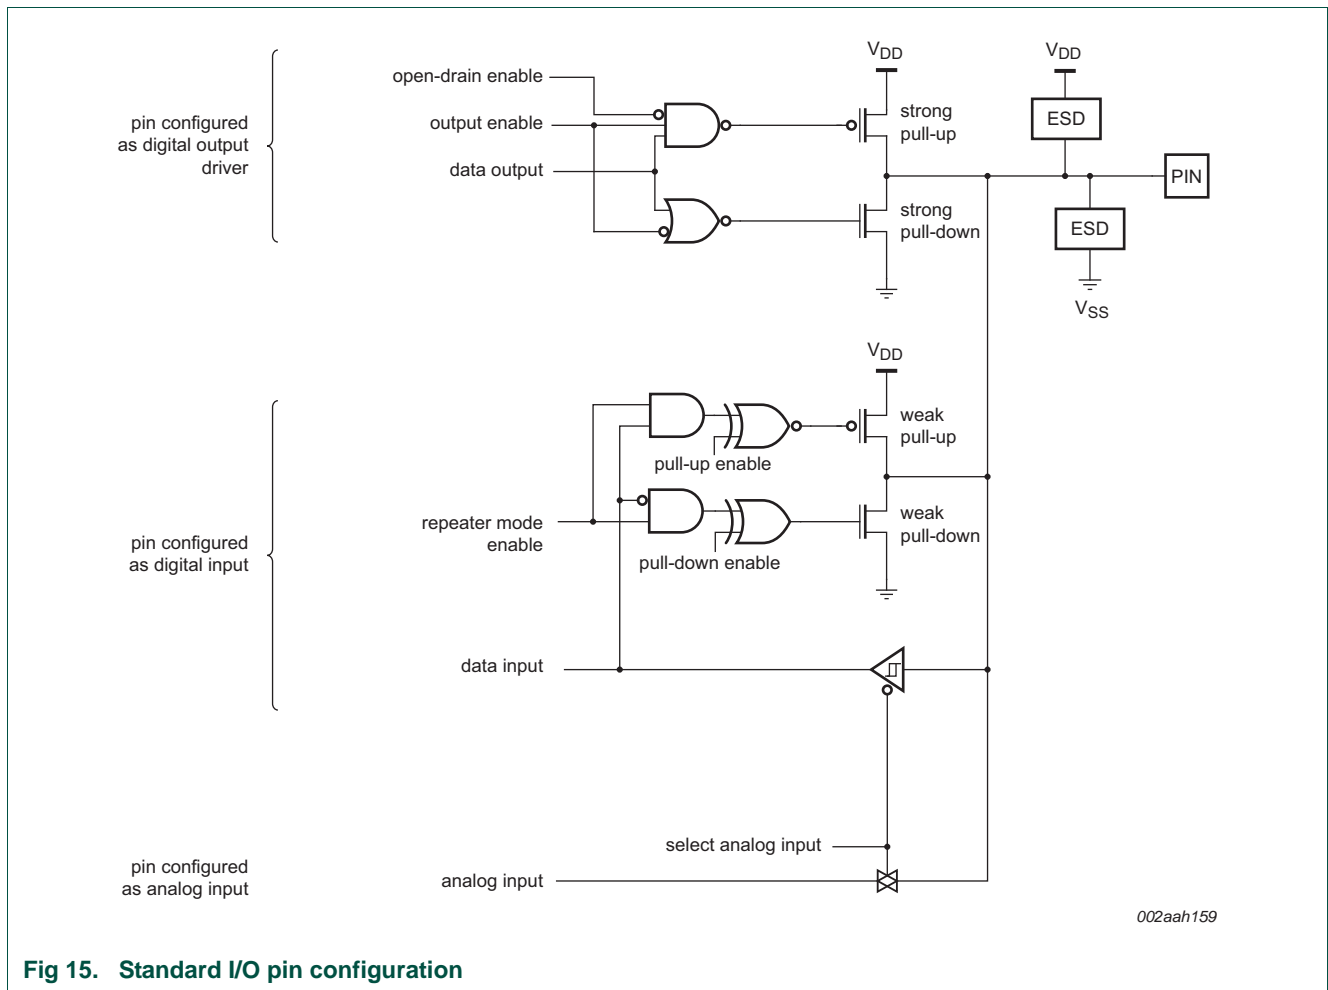 VDD
VDD
open-drain enable
strong
pull-up
ESD
pin configured
as digital output
driver
output enable
data output
PIN
strong
pull-down
ESD
VSS
VDD
weak
pull-up
pull-up enable
repeater mode
enable
weak
pull-down
pin configured
as digital input
pull-down enable
data input
select analog input
pin configured
as analog input
analog input
002aah159
Fig 15. Standard I/O pin configuration